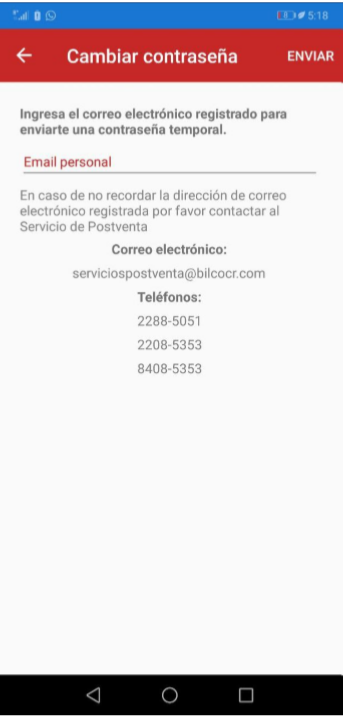 5:18
Cambiar contraseña
ENVIAR
Ingresa el correo electrónico registrado para
enviarte una contraseña temporal.
Email personal
En caso de no recordar la dirección de correo
electrónico registrada por favor contactar al
Servicio de Postventa
Correo electrónico:
serviciospostventa@bilcocr.com
Teléfonos:
2288-5051
2208-5353
8408-5353